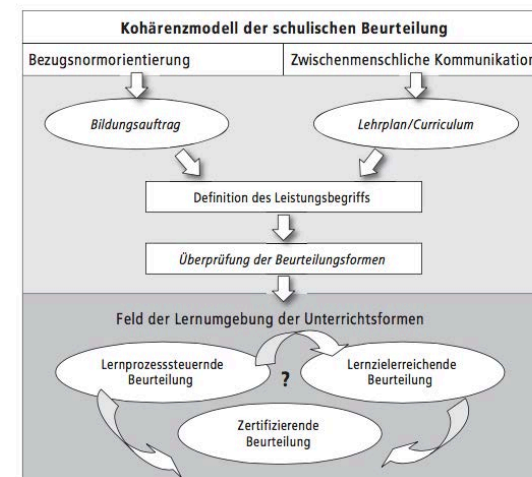 Kohärenzmodell der schulischen Beurteilung
Bezugsnormorientierung
Zwischenmenschliche Kommunikation
Bildungsauftrag
Lehrplan/Curriculum
Definition des Leistungsbegriffs
Überprüfung der Beurteilungsformen
Feld der Lernumgebung der Unterrichtsformen
Lernprozesssteuernde
Beurteilung
?
Lernzielerreichende
Beurteilung
Zertifizierende
Beurteilung